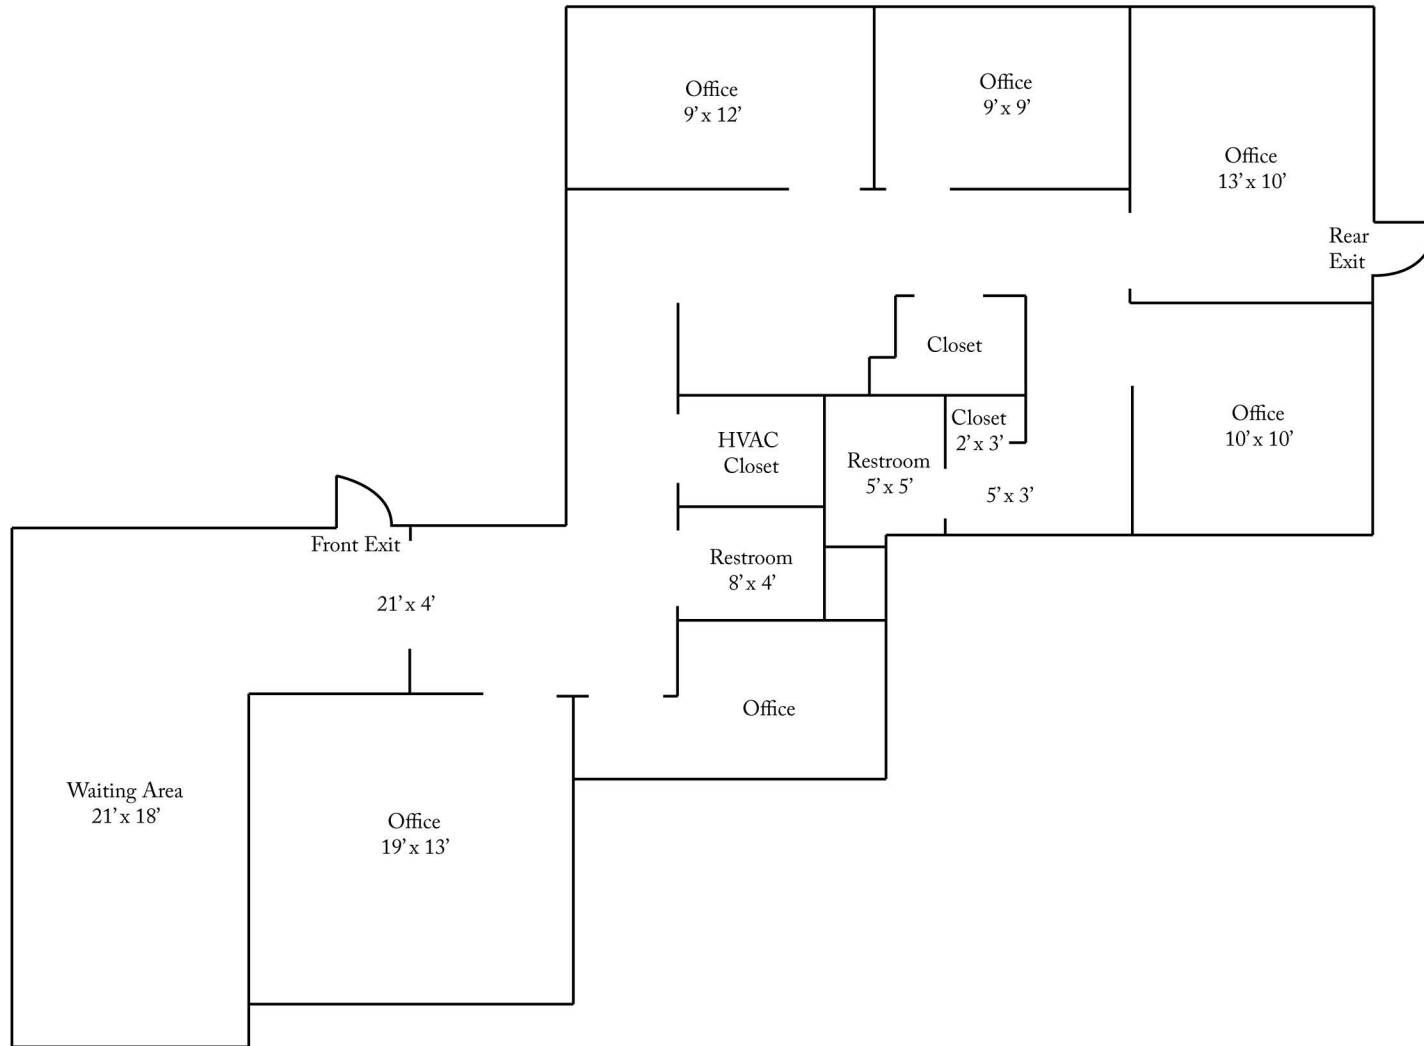 Office
9’ x 12’
Office
9’ x 9’
Office
13’ x 10’
Rear
Exit
Closet
Closet
2’ x 3’
Office
10’ x 10’
HVAC
Closet
Restroom
5’ x 5’
5’ x 3’
Front Exit
Restroom
8’ x 4’
21’ x 4’
Office
Waiting Area
21’ x 18’
Office
19’ x 13’